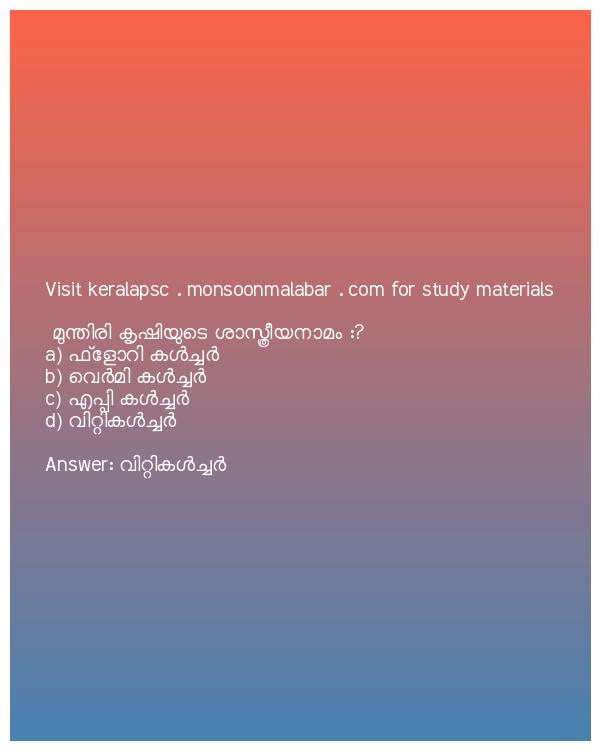 Visit keralapsc . monsoonmalabar . com for study materials
മുന്തിരി കൃഷിയുടെ ശാസ്ത്രീയനാമം :?
a) ഫ്ളോറി കൾച്ചർ
b) വെർമി കൾച്ചർ
c) എപ്പി കൾച്ചർ
d) വിറ്റികൾച്ചർ
Answer: വിറ്റികൾച്ചർ